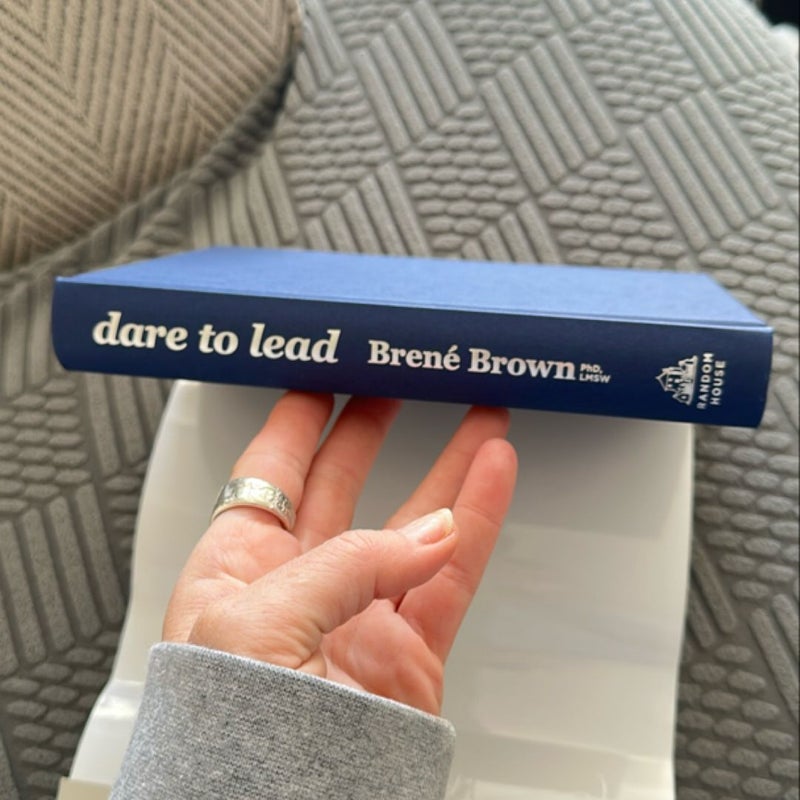 dare to lead Brené Brown PhD,
LMSW
RANDOM
HOUSE